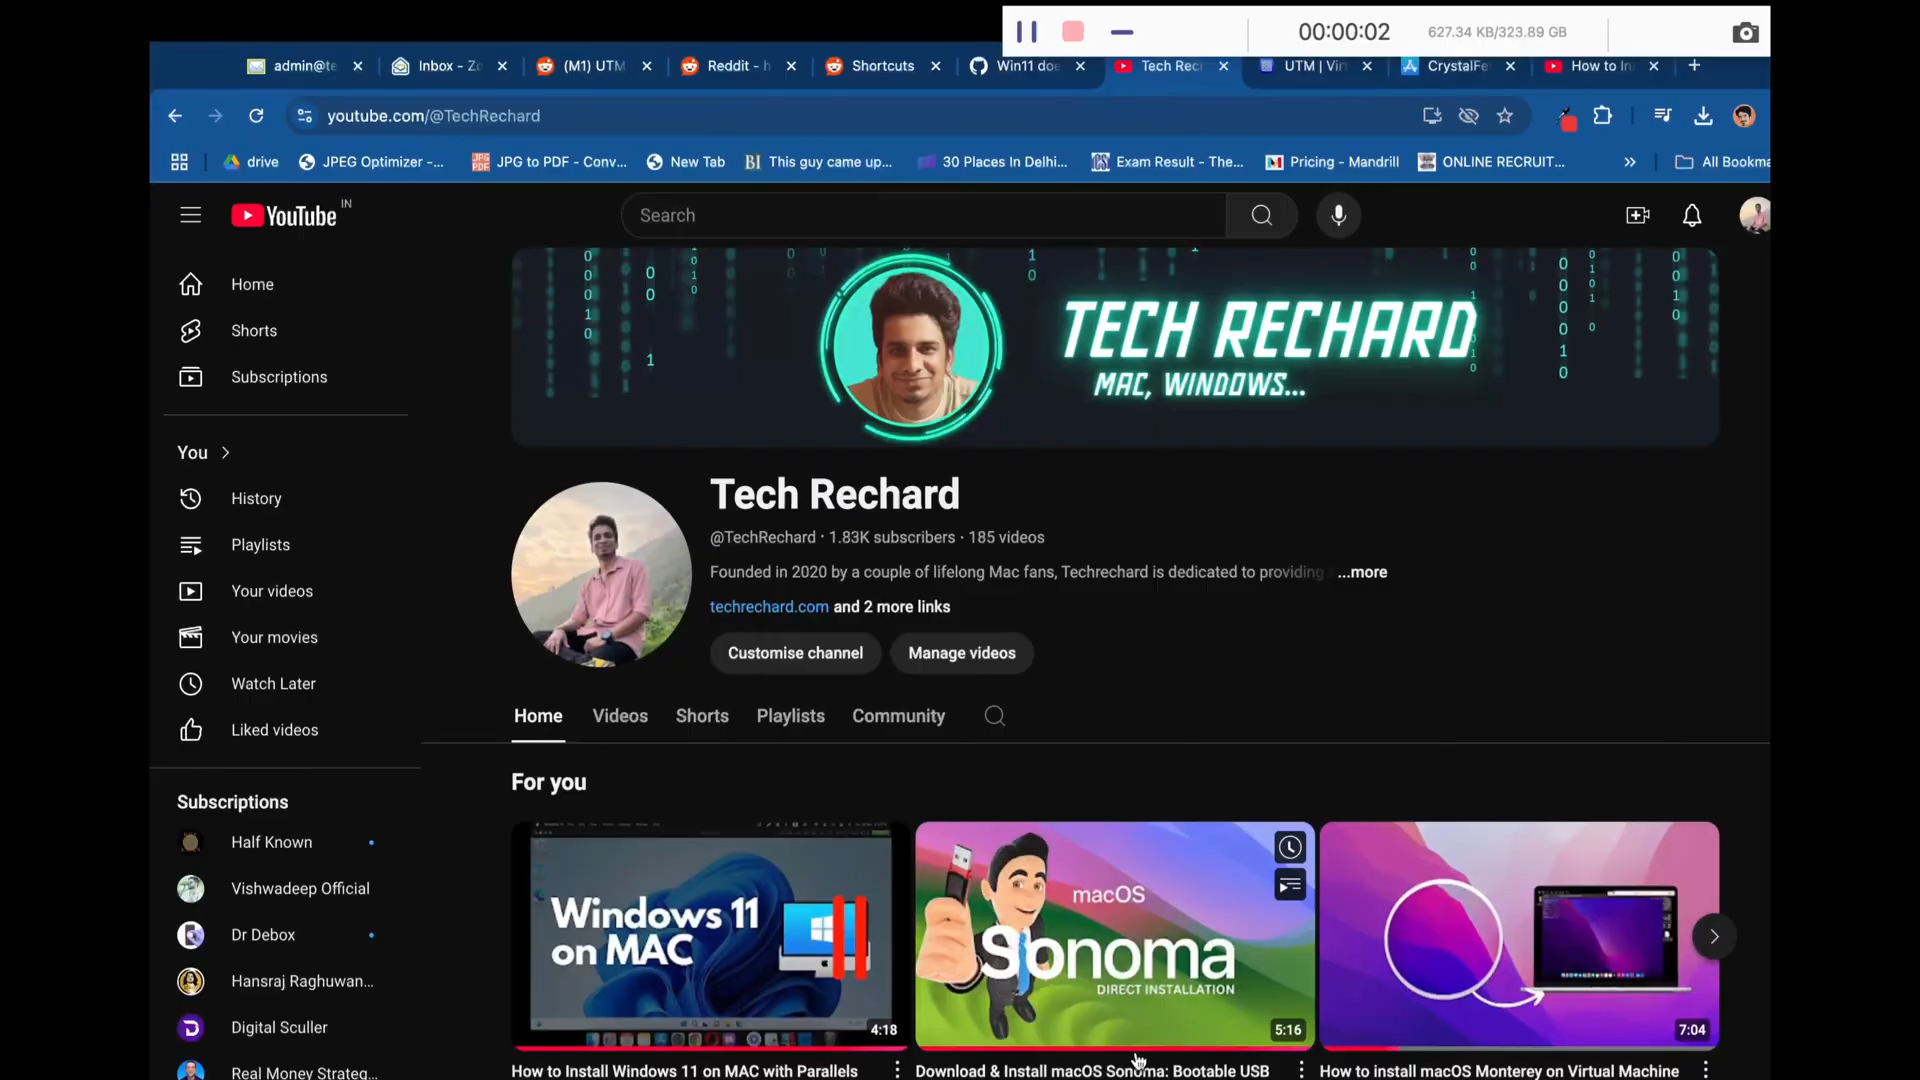 00:00:02
627.34 KB/323.89 GB
admin@te
Inbox - Zo
(M1) UTM
Reddit - h
Shortcuts
Win11 doe
Tech Rec
UTM | Vir
CrystalFe
How to In
youtube.com/@TechRechard
drive
JPEG Optimizer -...
JPG to PDF - Conv...
New Tab
BI This guy came up...
30 Places In Delhi...
Exam Result - The...
Pricing - Mandrill
ONLINE RECRUIT...
All Bookma
YouTube IN
Search
Home
Shorts
Subscriptions
You
History
Playlists
Your videos
Your movies
Watch Later
Liked videos
Subscriptions
Half Known
Vishwadeep Official
Dr Debox
Hansraj Raghuwan...
Digital Sculler
Real Money Strateg...
TECH RECHARD
MAC, WINDOWS...
Tech Rechard
@TechRechard · 1.83K subscribers · 185 videos
Founded in 2020 by a couple of lifelong Mac fans, Techrechard is dedicated to providing ...more
techrechard.com and 2 more links
Customise channel
Manage videos
Home
Videos
Shorts
Playlists
Community
For you
Windows 11
on MAC
4:18
macOS
Sonoma
DIRECT INSTALLATION
5:16
7:04
How to Install Windows 11 on MAC with Parallels
Download & Install macOS Sonoma: Bootable USB
How to install macOS Monterey on Virtual Machine